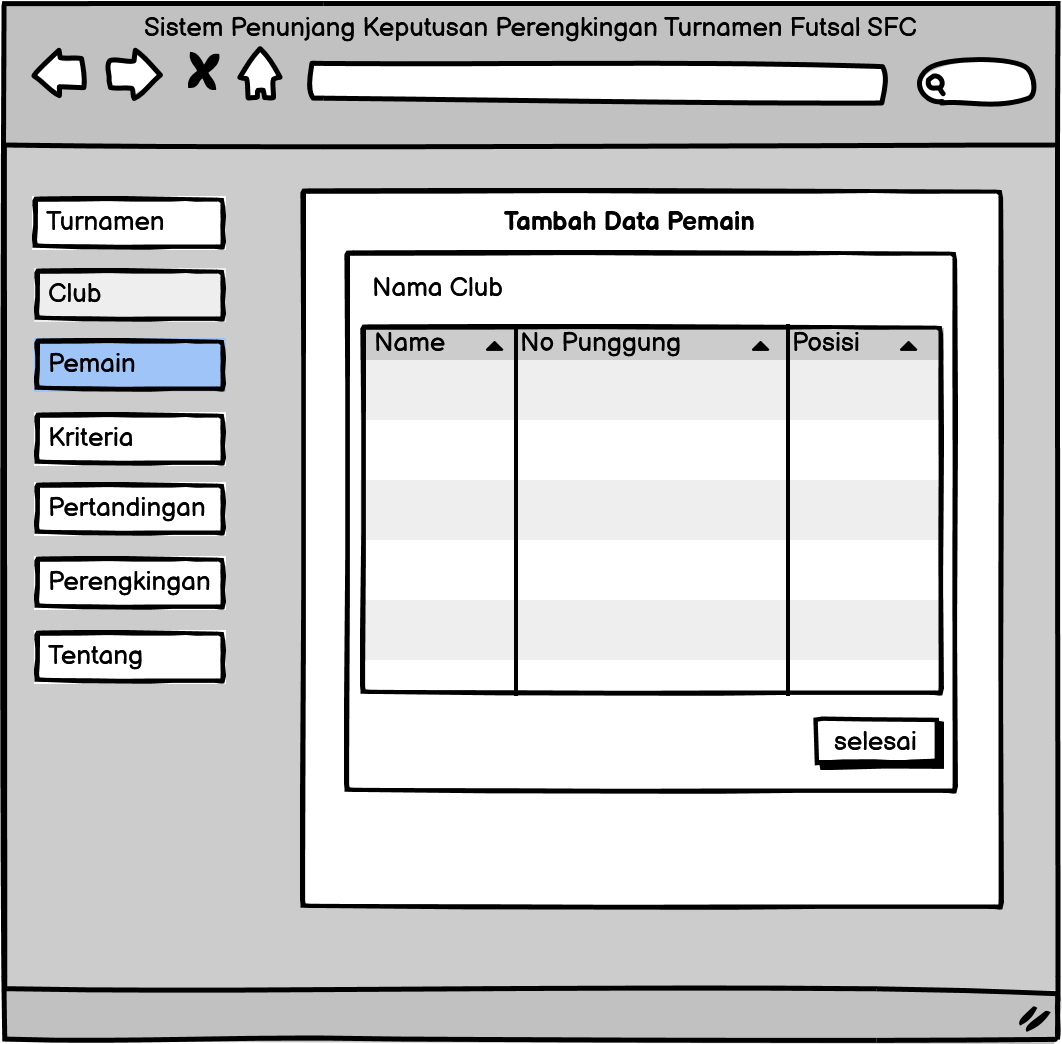 Sistem Penunjang Keputusan Perengkingan Turnamen Futsal SFC
Turnamen
Club
Pemain
Kriteria
Pertandingan
Perengkingan
Tentang
Tambah Data Pemain
Nama Club
Name No Punggung Posisi
selesai